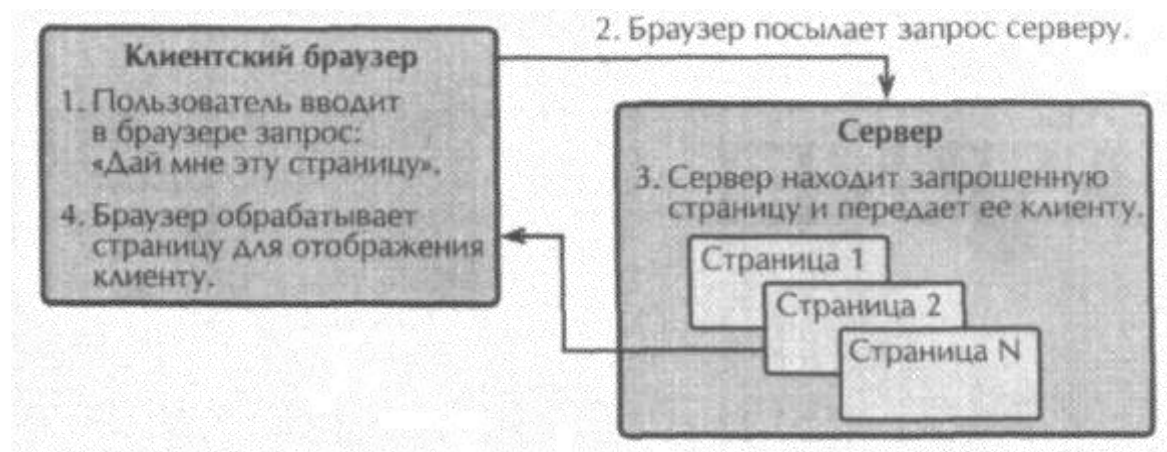 2. Браузер посылает запрос серверу.
Клиентский браузер
1. Пользователь вводит
в браузере запрос:
«Дай мне эту страницу».
4. Браузер обрабатывает
страницу для отображения
клиенту.
Сервер
3. Сервер находит запрошенную
страницу и передает ее клиенту.
Страница 1
Страница 2
Страница N